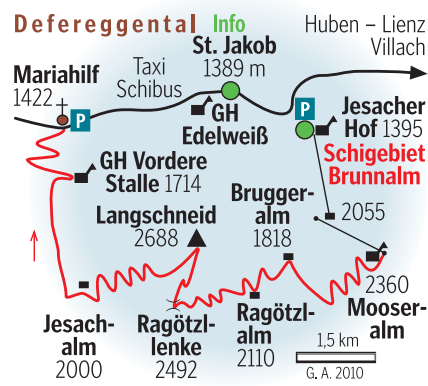 Defereggental Info
Huben – Lienz
Villach
St. Jakob
1389 m
Mariahilf
1422
Taxi
Schibus
P
GH
Edelweiß
P
Jesacher
Hof 1395
Schigebiet
Brunnalm
GH Vordere
Stalle 1714
Langschneid
2688
Brugger-
alm
1818
2055
2360
Mooser-
alm
Jesach-
alm
2000
Ragötzl-
lenke
2492
Ragötzl-
alm
2110
1,5 km
G. A. 2010